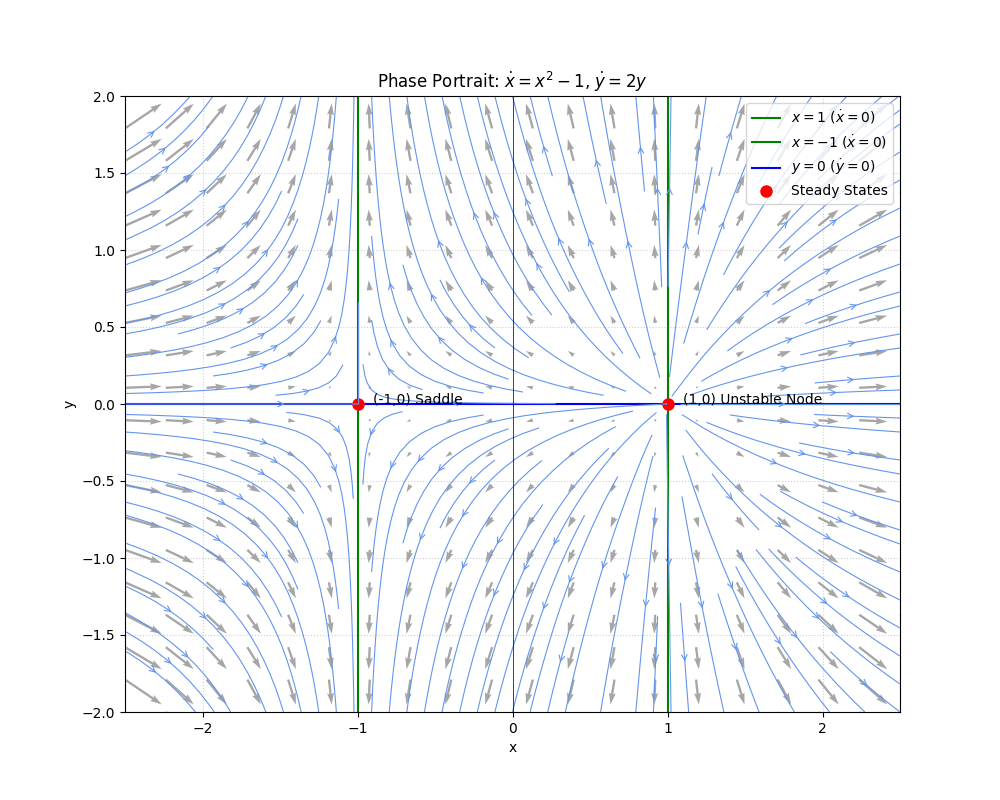 Phase Portrait: ẋ = x² − 1, ẏ = 2y
x = 1 (ẋ = 0)
x = −1 (ẋ = 0)
y = 0 (ẏ = 0)
Steady States
2.0
1.5
1.0
0.5
0.0
−0.5
−1.0
−1.5
−2.0
y
(-1,0) Saddle
(1,0) Unstable Node
−2
−1
0
1
2
x